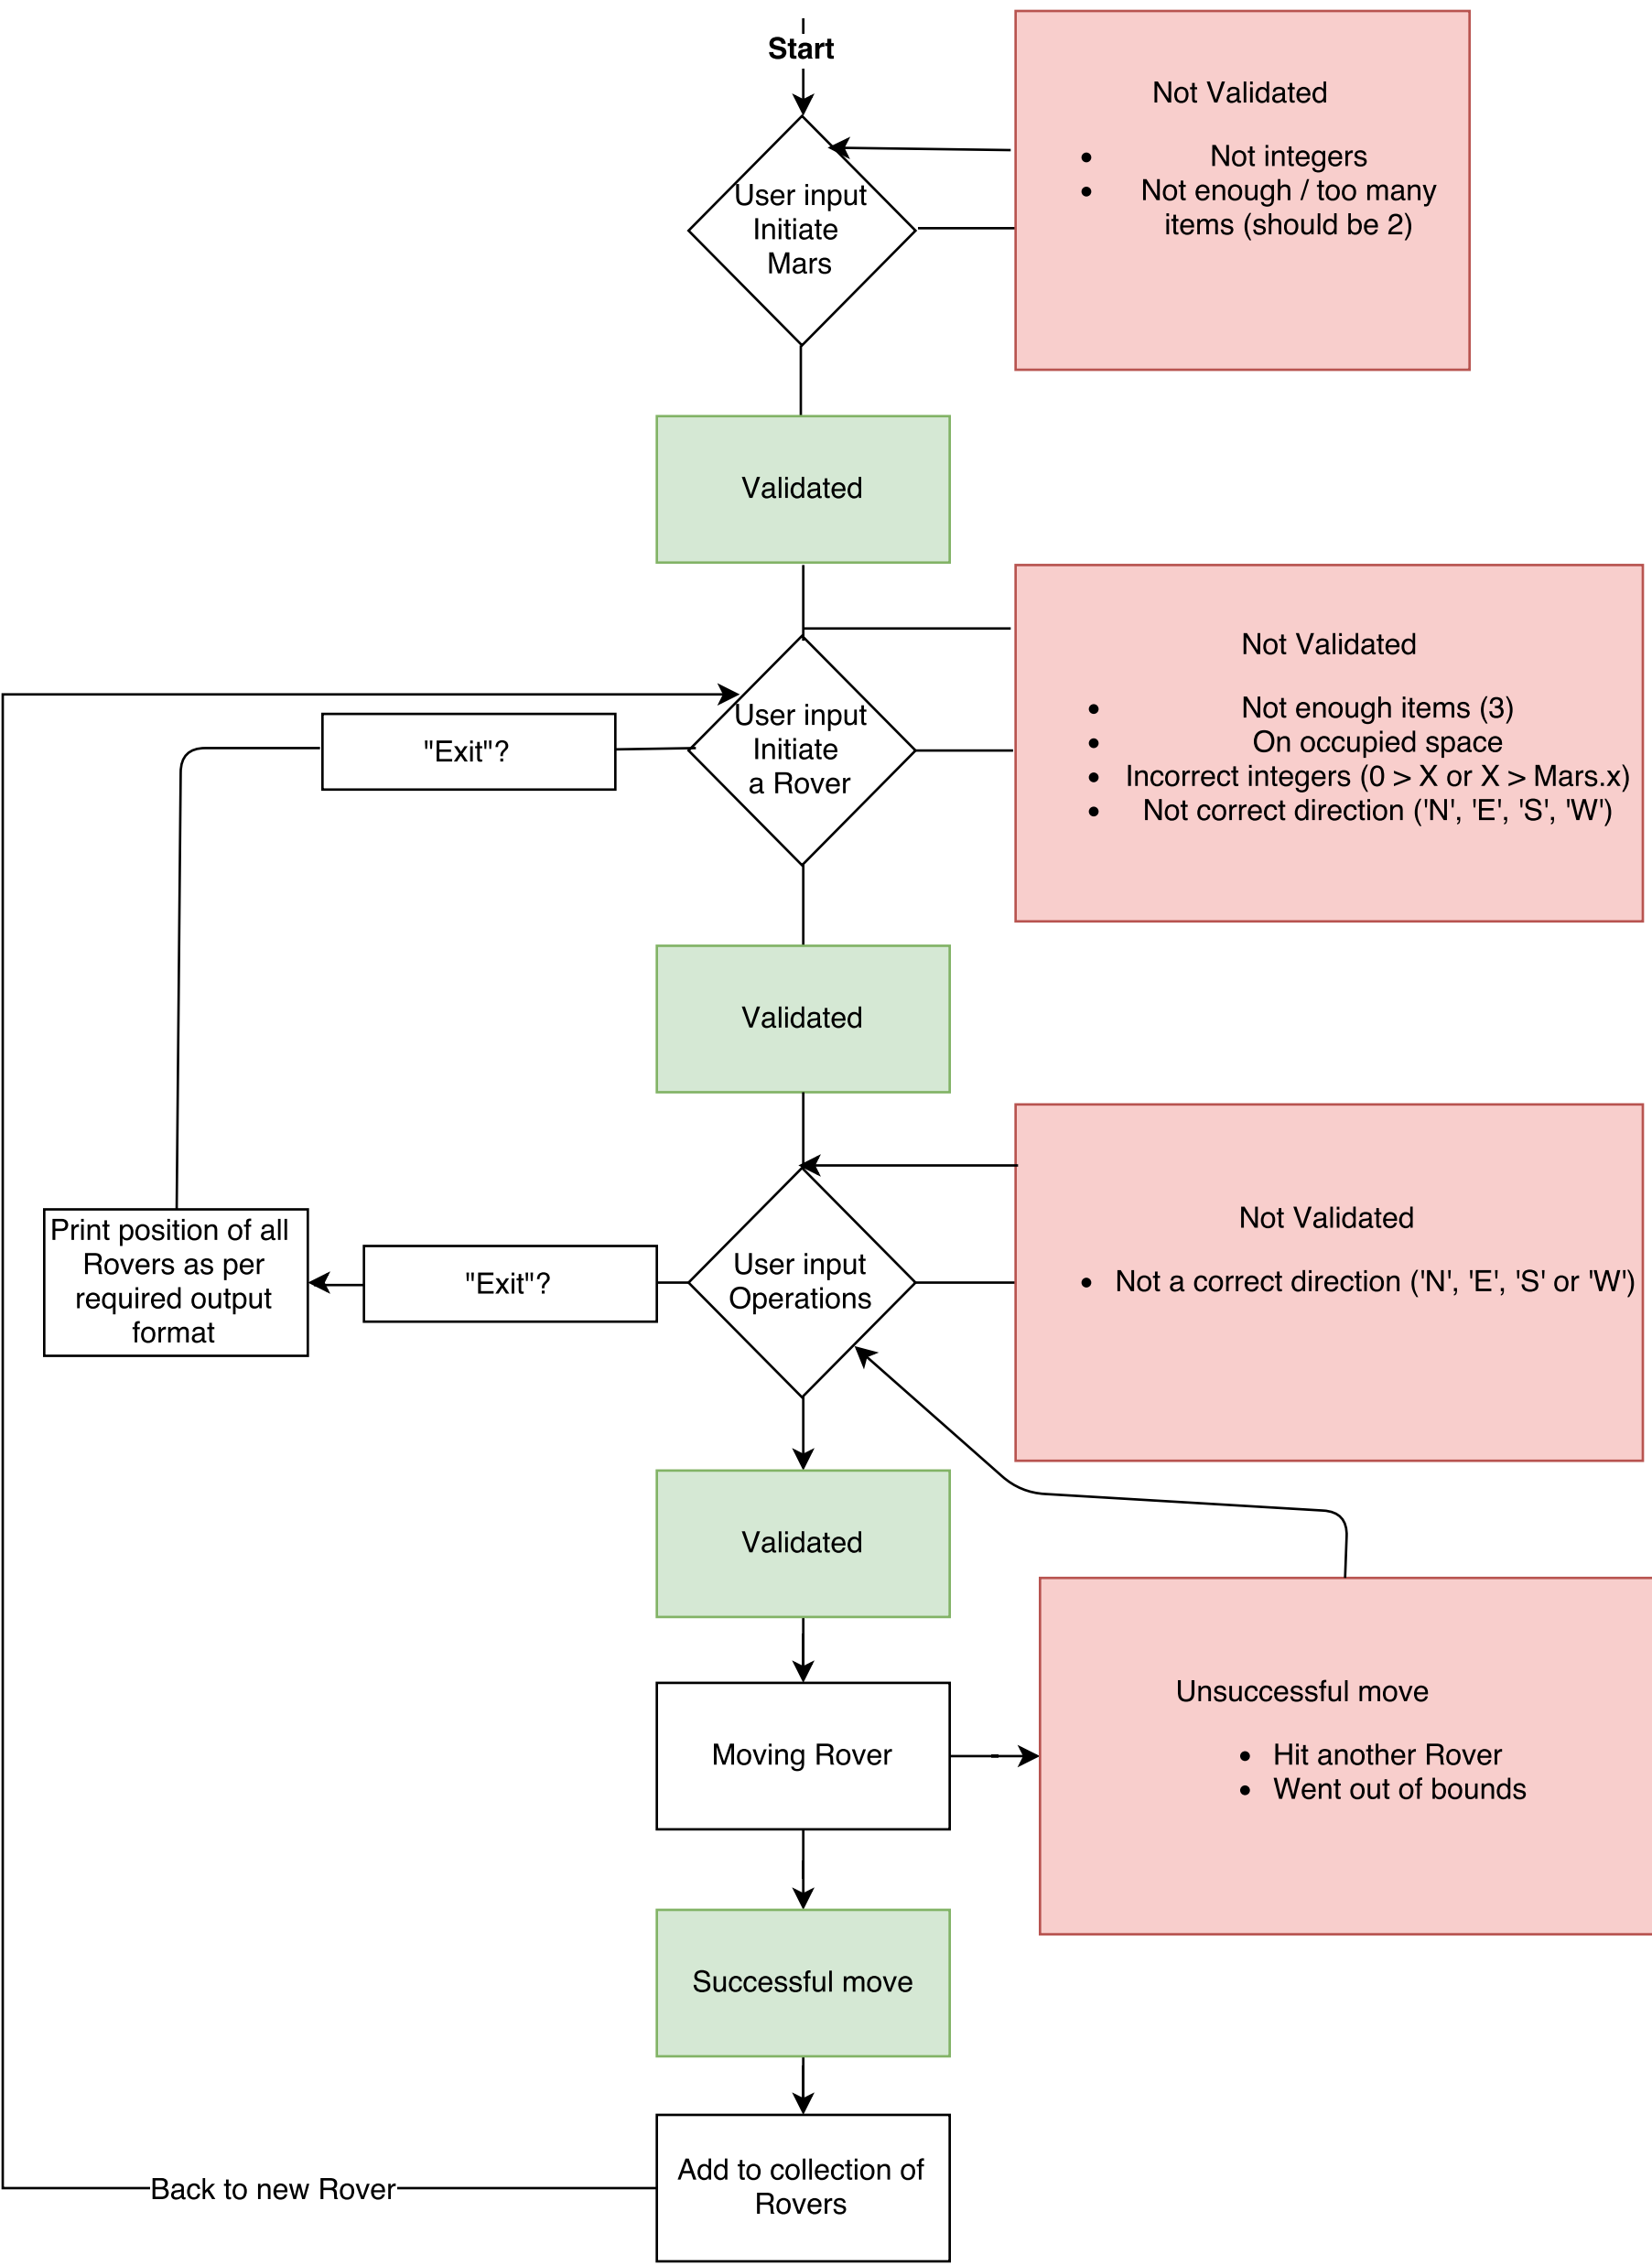 Start
Not Validated
• Not integers
• Not enough / too many
items (should be 2)
User input
Initiate
Mars
Validated
Not Validated
• Not enough items (3)
• On occupied space
• Incorrect integers (0 > X or X > Mars.x)
• Not correct direction ('N', 'E', 'S', 'W')
User input
Initiate
a Rover
"Exit"?
Validated
Not Validated
• Not a correct direction ('N', 'E', 'S' or 'W')
User input
Operations
"Exit"?
Print position of all
Rovers as per
required output
format
Validated
Unsuccessful move
• Hit another Rover
• Went out of bounds
Moving Rover
Successful move
Add to collection of
Rovers
Back to new Rover